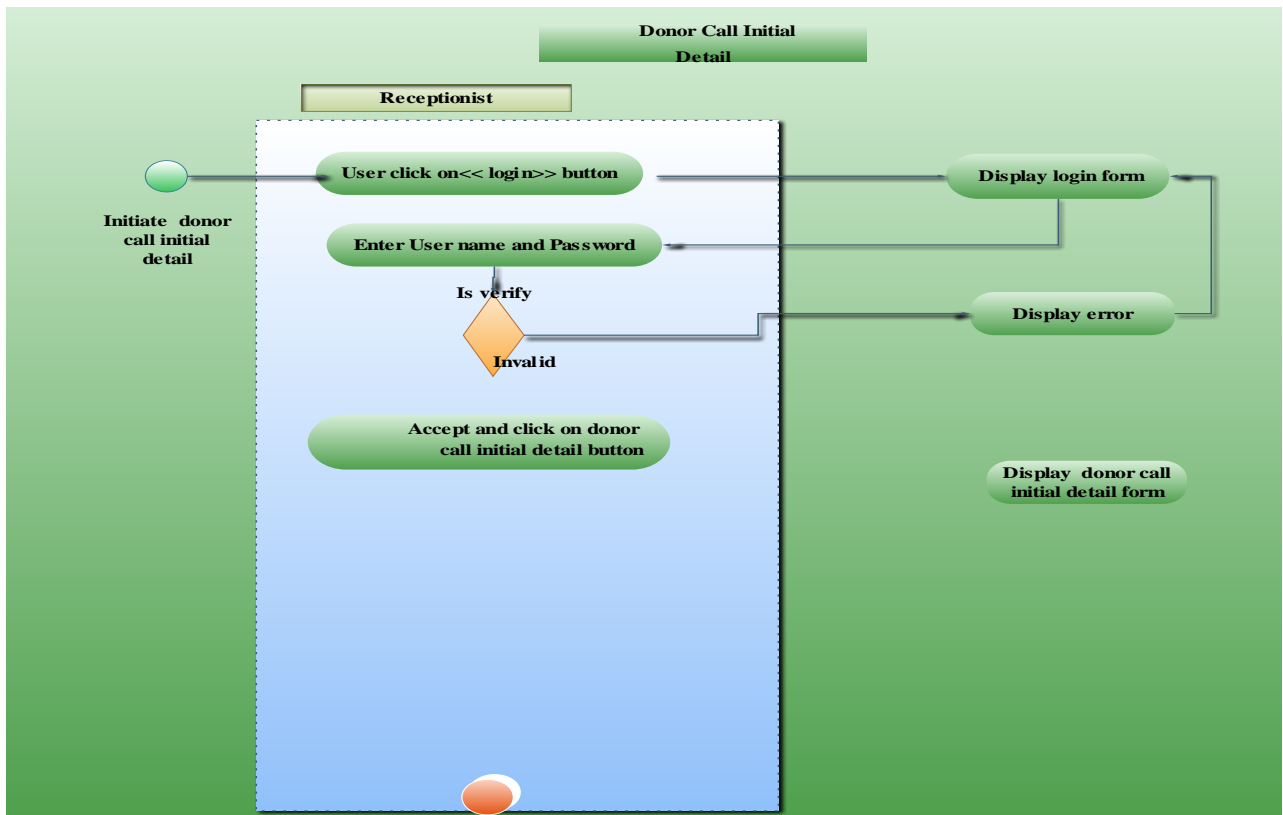 Donor Call Initial
Detail
Receptionist
User click on<< login>> button
Display login form
Initiate donor
call initial
detail
Enter User name and Password
Is verify
Display error
Invalid
Accept and click on donor
call initial detail button
Display donor call
initial detail form